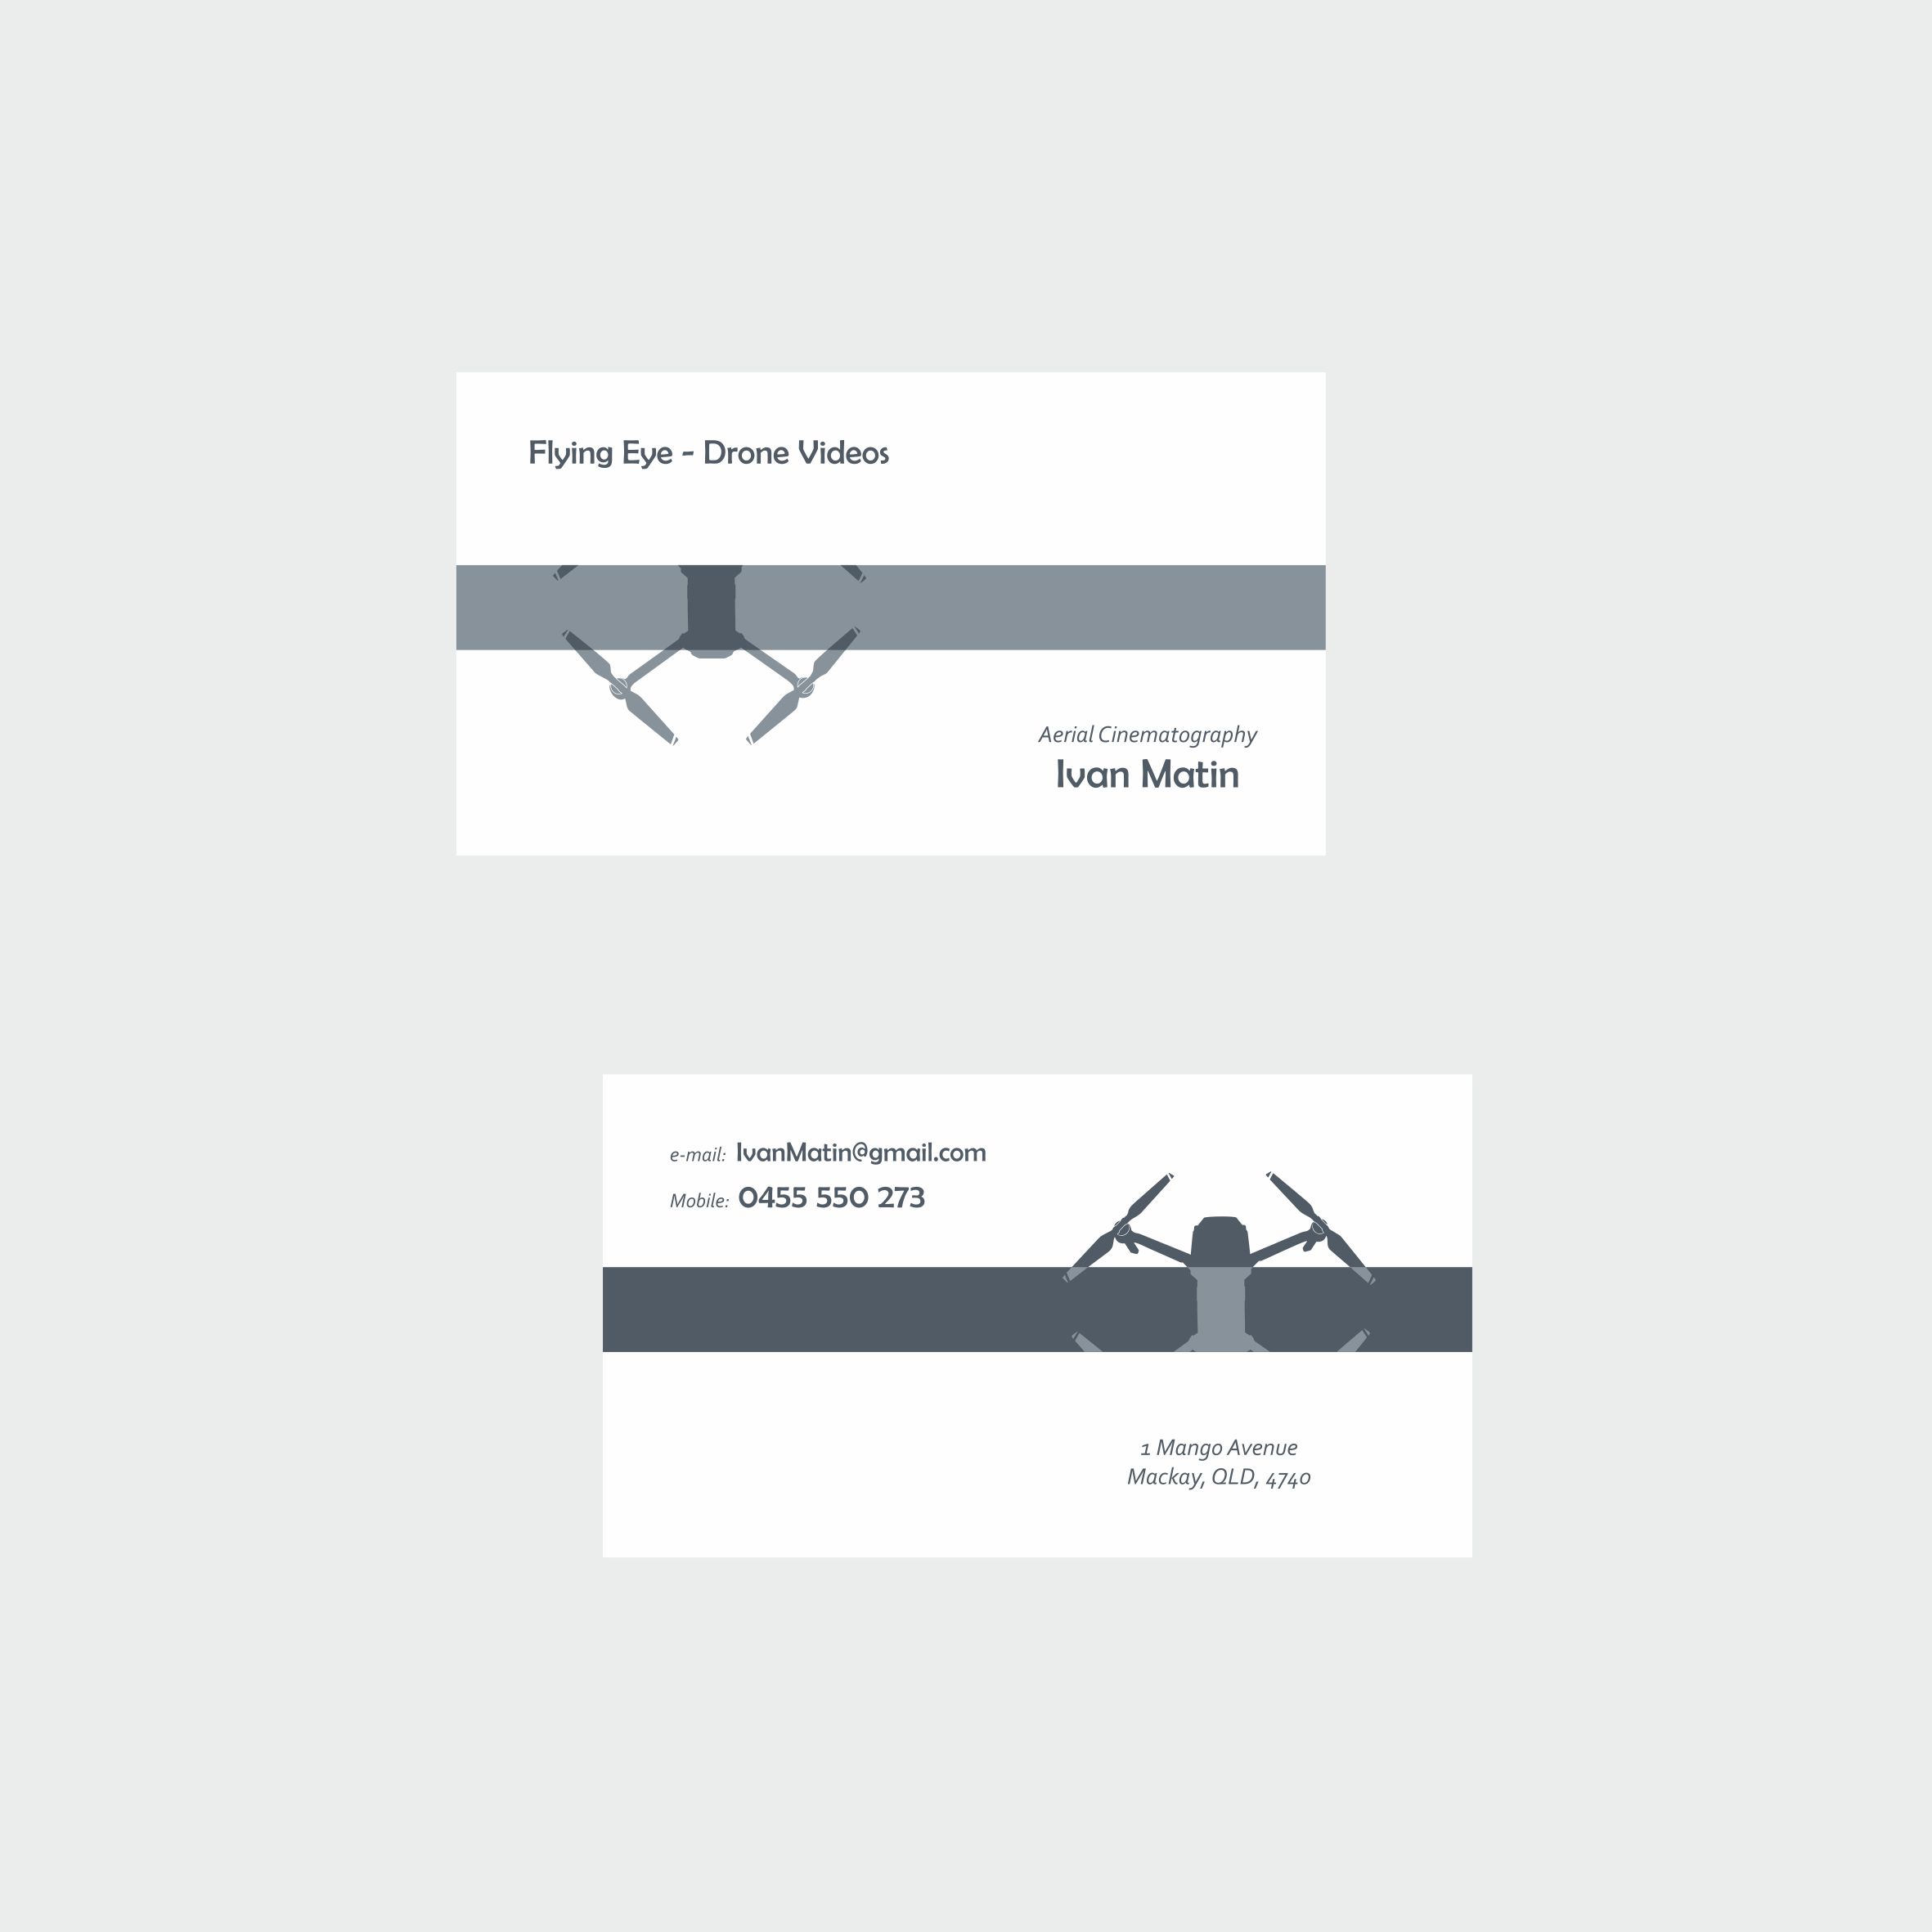 Flying Eye - Drone Videos
Aerial Cinematography
Ivan Matin
e-mail: IvanMatin@gmail.com
Mobile: 0455 550 273
1 Mango Avenue
Mackay, QLD, 4740